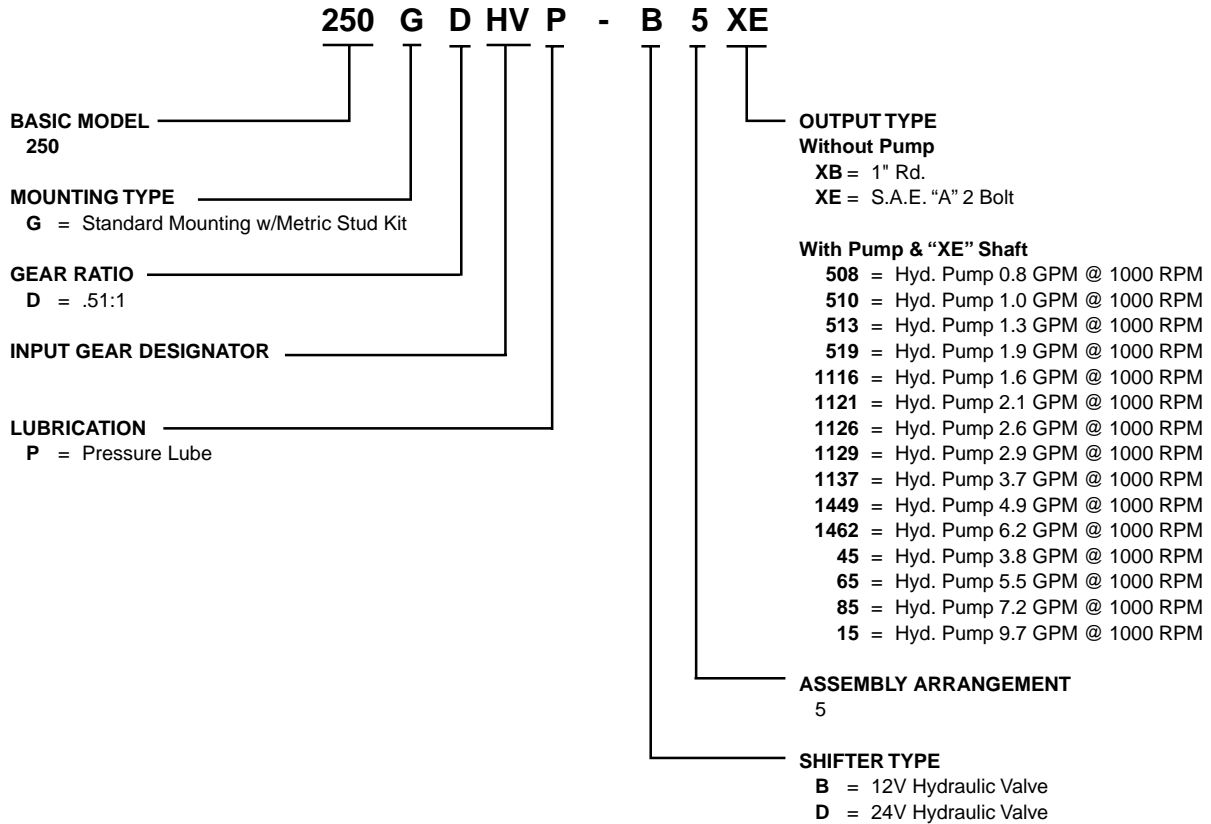 250 G D HV P - B 5 XE
BASIC MODEL
250
MOUNTING TYPE
G = Standard Mounting w/Metric Stud Kit
GEAR RATIO
D = .51:1
INPUT GEAR DESIGNATOR
LUBRICATION
P = Pressure Lube
OUTPUT TYPE
Without Pump
XB = 1" Rd.
XE = S.A.E. “A” 2 Bolt
With Pump & “XE” Shaft
508 = Hyd. Pump 0.8 GPM @ 1000 RPM
510 = Hyd. Pump 1.0 GPM @ 1000 RPM
513 = Hyd. Pump 1.3 GPM @ 1000 RPM
519 = Hyd. Pump 1.9 GPM @ 1000 RPM
1116 = Hyd. Pump 1.6 GPM @ 1000 RPM
1121 = Hyd. Pump 2.1 GPM @ 1000 RPM
1126 = Hyd. Pump 2.6 GPM @ 1000 RPM
1129 = Hyd. Pump 2.9 GPM @ 1000 RPM
1137 = Hyd. Pump 3.7 GPM @ 1000 RPM
1449 = Hyd. Pump 4.9 GPM @ 1000 RPM
1462 = Hyd. Pump 6.2 GPM @ 1000 RPM
45 = Hyd. Pump 3.8 GPM @ 1000 RPM
65 = Hyd. Pump 5.5 GPM @ 1000 RPM
85 = Hyd. Pump 7.2 GPM @ 1000 RPM
15 = Hyd. Pump 9.7 GPM @ 1000 RPM
ASSEMBLY ARRANGEMENT
5
SHIFTER TYPE
B = 12V Hydraulic Valve
D = 24V Hydraulic Valve